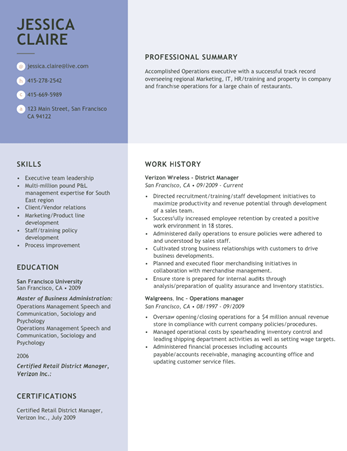 JESSICA
CLAIRE
jessica.claire@live.com
415-278-2542
415-669-5989
123 Main Street, San Francisco
CA 94122
PROFESSIONAL SUMMARY
Accomplished Operations executive with a successful track record
overseeing regional Marketing, IT, HR/training and property in company
and franchise operations for a large chain of restaurants.
SKILLS
• Executive team leadership
• Multi-million pound P&L
management expertise for South
East region
• Client/Vendor relations
• Marketing/Product line
development
• Staff/training policy
development
• Process improvement
EDUCATION
San Francisco University
San Francisco, CA • 2009
Master of Business Administration:
Operations Management Speech and
Communication, Sociology and
Psychology
Operations Management Speech and
Communication, Sociology and
Psychology
2006
Certified Retail District Manager,
Verizon Inc.:
CERTIFICATIONS
Certified Retail District Manager,
Verizon Inc., July 2009
WORK HISTORY
Verizon Wireless - District Manager
San Francisco, CA • 09/2009 - Current
• Directed recruitment/training/staff development initiatives to
maximize productivity and revenue potential through development
of a sales team.
• Successfully increased employee retention by created a positive
work environment in 18 stores.
• Administered daily operations to ensure policies were adhered to
and understood by sales staff.
• Cultivated strong business relationships with customers to drive
business developments.
• Planned and executed floor merchandising initiatives in
collaboration with merchandise management.
• Ensure store is prepared for internal audits through
analysis/preparation of quality assurance and inventory statistics.
Walgreens. Inc - Operations manager
San Francisco, CA • 08/1997 - 09/2009
• Oversaw opening/closing operations for a $4 million annual revenue
store in compliance with current company policies/procedures.
• Managed operational costs by spearheading inventory control and
leading shipping department activities as well as setting wage targets.
• Administered financial processes including accounts
payable/accounts receivable, managing accounting office and
updating customer service files.